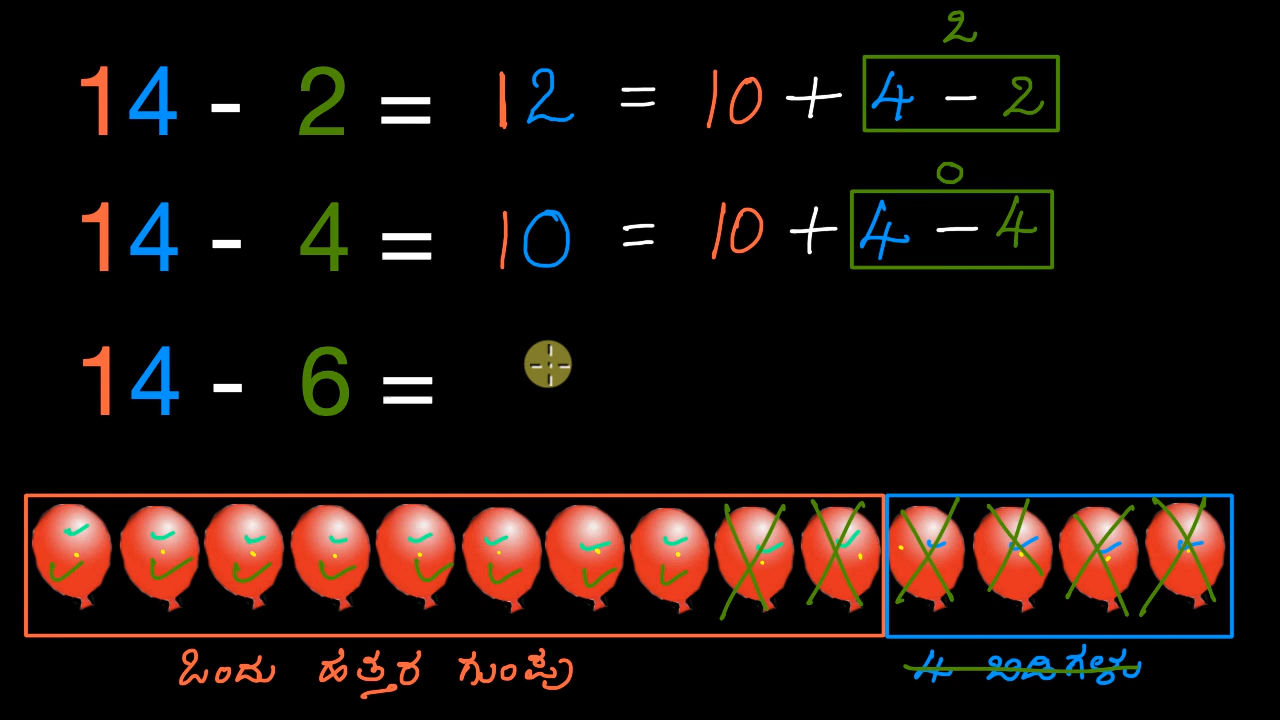 2
14 - 2 = 12 = 10 + 4 - 2
0
14 - 4 = 10 = 10 + 4 - 4
14 - 6 =
ಒಂದು ಹತ್ತರ ಗುಂಪು
4 ಬಿಡಿಗಳು